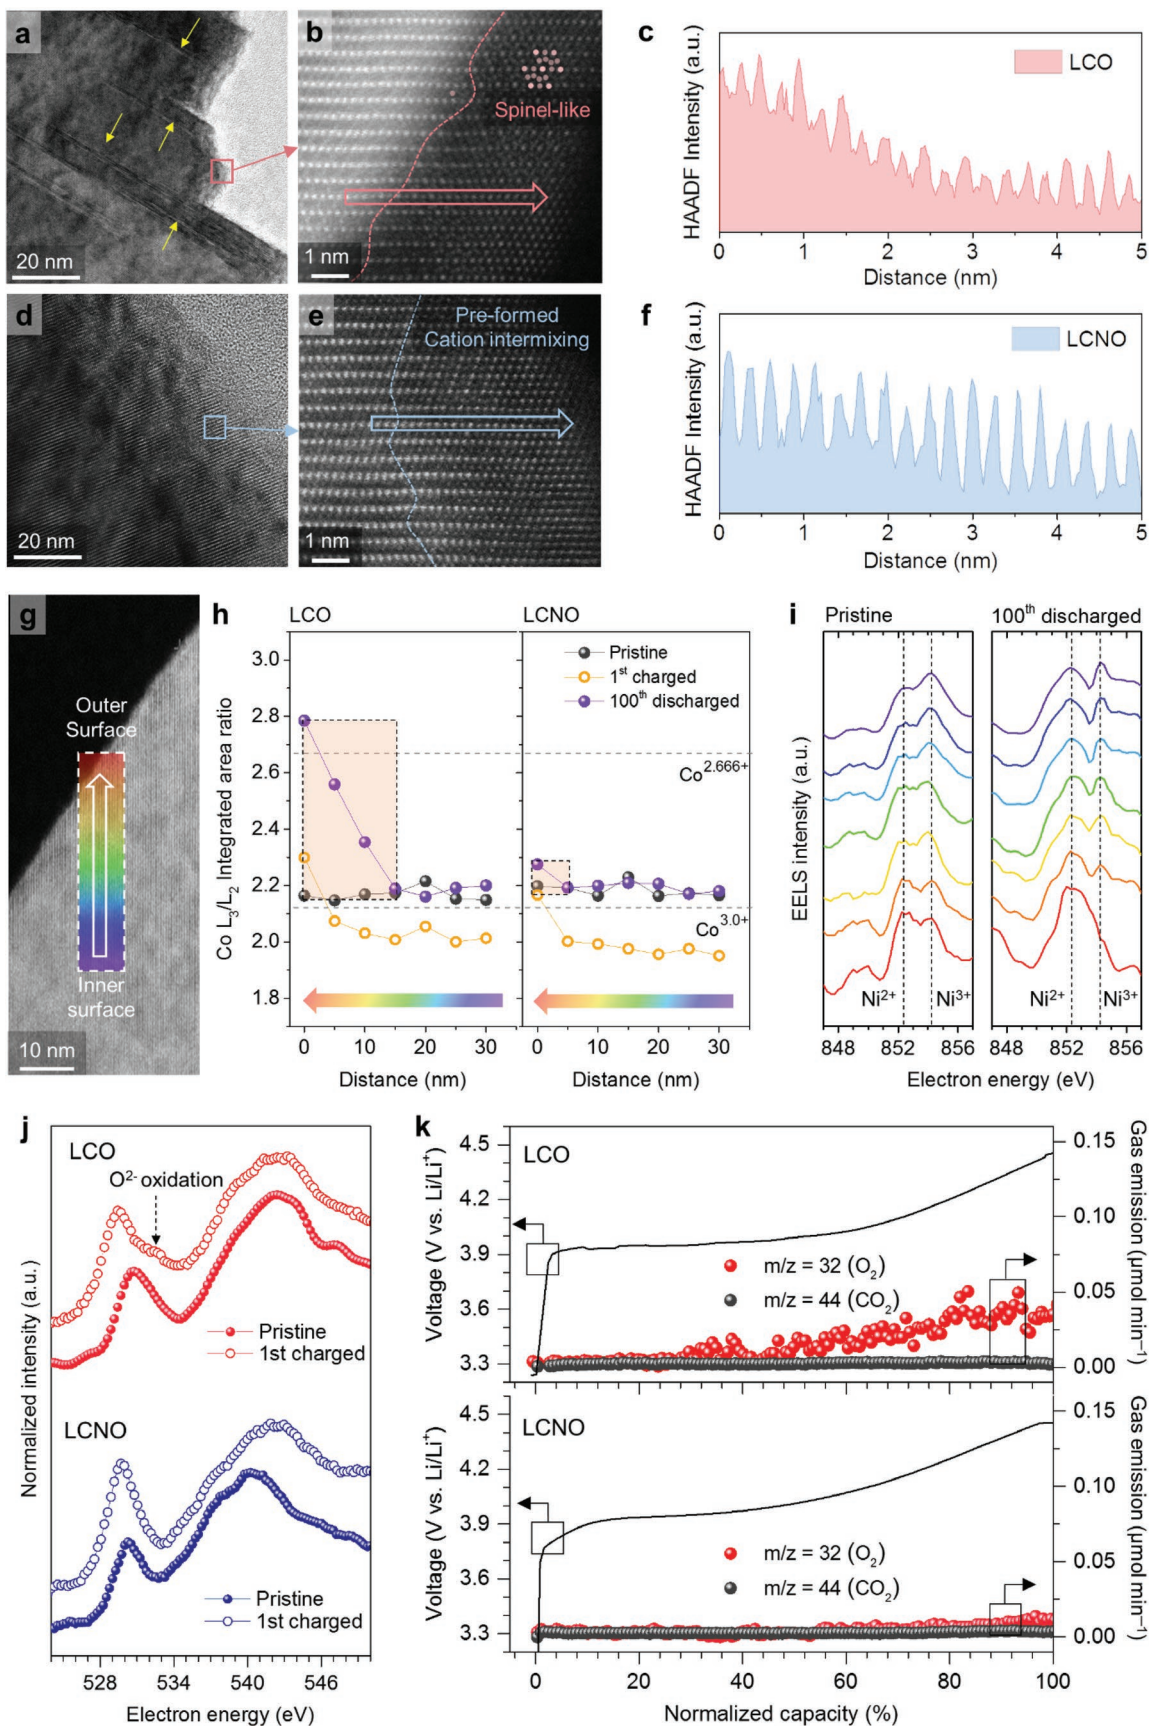 a
20 nm
b
Spinel-like
1 nm
c
HAADF Intensity (a.u.)
LCO
0 1 2 3 4 5
Distance (nm)
d
20 nm
e
Pre-formed
Cation intermixing
1 nm
f
HAADF Intensity (a.u.)
LCNO
0 1 2 3 4 5
Distance (nm)
g
Outer
Surface
Inner
surface
10 nm
h
LCO
LCNO
Co L3/L2 Integrated area ratio
3.0
2.8
2.6
2.4
2.2
2.0
1.8
Pristine
1st charged
100th discharged
Co2.666+
Co3.0+
0 10 20 30
0 10 20 30
Distance (nm)
Distance (nm)
i
Pristine
100th discharged
EELS intensity (a.u.)
Ni2+
Ni3+
Ni2+
Ni3+
848 852 856
848 852 856
Electron energy (eV)
j
LCO
O2- oxidation
Pristine
1st charged
Normalized intensity (a.u.)
LCNO
Pristine
1st charged
528 534 540 546
Electron energy (eV)
k
LCO
Voltage (V vs. Li/Li+)
4.5
4.2
3.9
3.6
3.3
m/z = 32 (O2)
m/z = 44 (CO2)
0.15
0.10
0.05
0.00
Gas emission (μmol min−1)
LCNO
Voltage (V vs. Li/Li+)
4.5
4.2
3.9
3.6
3.3
m/z = 32 (O2)
m/z = 44 (CO2)
0.15
0.10
0.05
0.00
Gas emission (μmol min−1)
0 20 40 60 80 100
Normalized capacity (%)